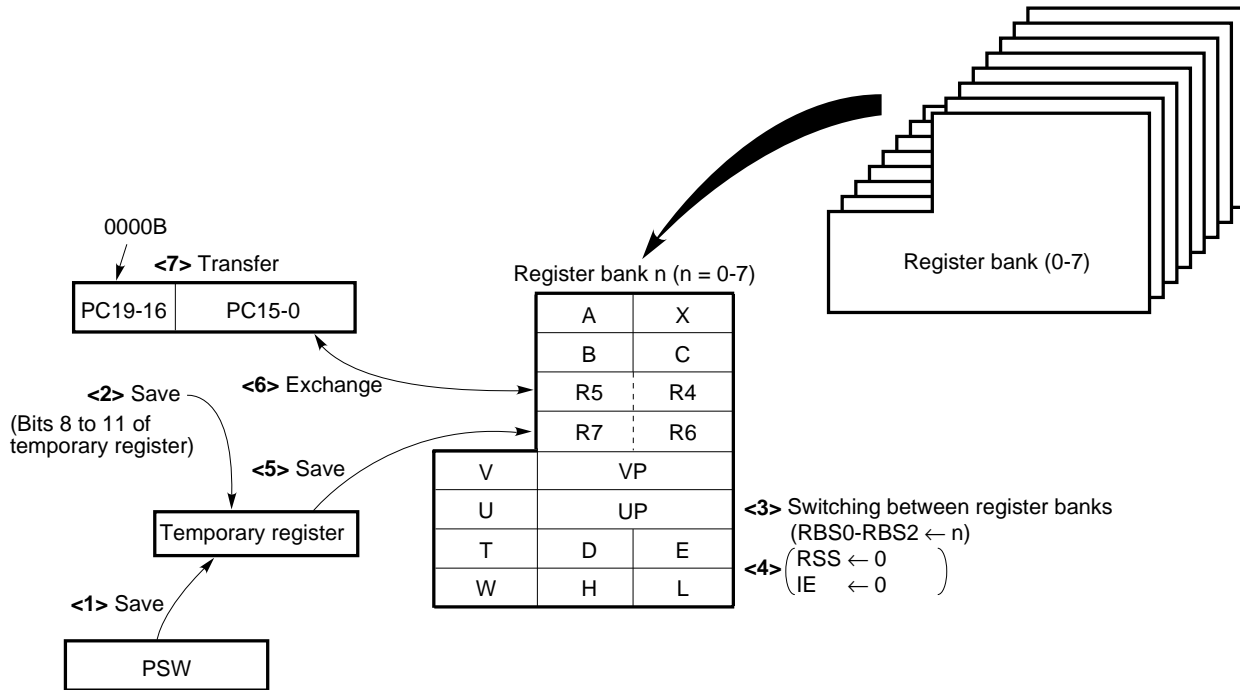 0000B
<7> Transfer
PC19-16 PC15-0
<6> Exchange
<2> Save
(Bits 8 to 11 of
temporary register)
<5> Save
Temporary register
<1> Save
PSW
Register bank n (n = 0-7)
A X
B C
R5 R4
R7 R6
V VP
U UP
T D E
W H L
<3> Switching between register banks
(RBS0-RBS2 ← n)
<4> (RSS ← 0
IE ← 0)
Register bank (0-7)